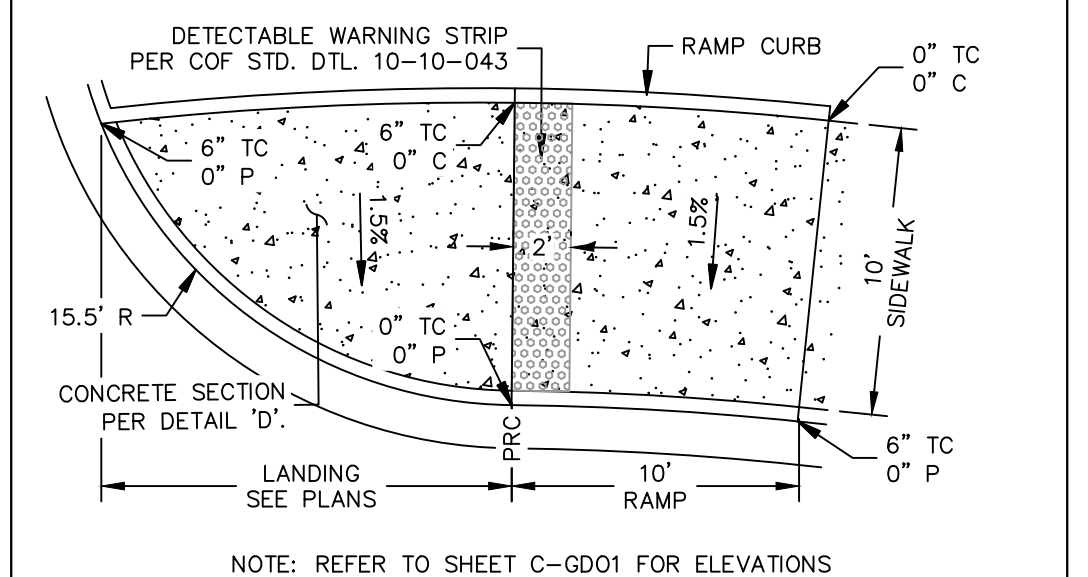 DETECTABLE WARNING STRIP
PER COF STD. DTL. 10-10-043
RAMP CURB
0" TC
0" C
6" TC
0" P
6" TC
0" C
1.5%
2'
1.5%
10'
SIDEWALK
15.5' R
0" TC
0" P
CONCRETE SECTION
PER DETAIL 'D'.
PRC
6" TC
0" P
LANDING
SEE PLANS
10'
RAMP
NOTE: REFER TO SHEET C-GD01 FOR ELEVATIONS